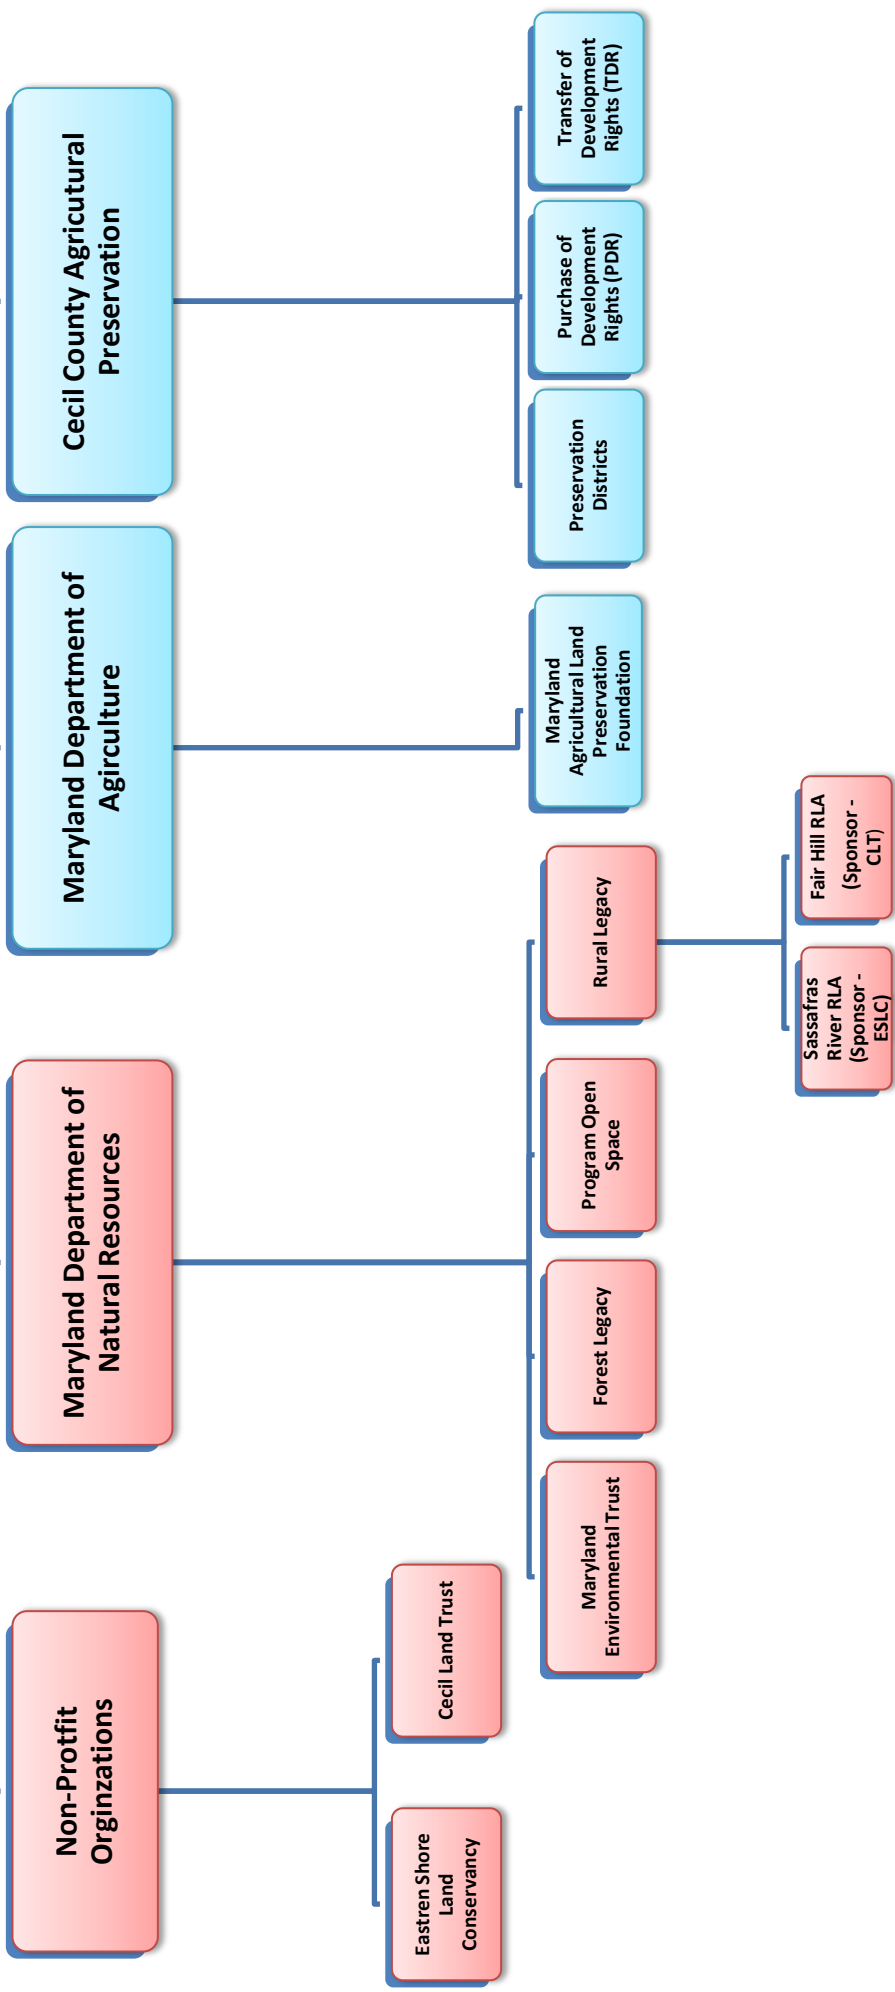 Non-Protfit
Orginzations
Maryland Department of
Natural Resources
Maryland Department of
Agirculture
Cecil County Agricutural
Preservation
Eastren Shore
Land
Conservancy
Cecil Land Trust
Maryland
Environmental Trust
Forest Legacy
Program Open
Space
Rural Legacy
Maryland
Agricultural Land
Preservation
Foundation
Preservation
Districts
Purchase of
Development
Rights (PDR)
Transfer of
Development
Rights (TDR)
Sassafras
River RLA
(Sponsor -
ESLC)
Fair Hill RLA
(Sponsor -
CLT)